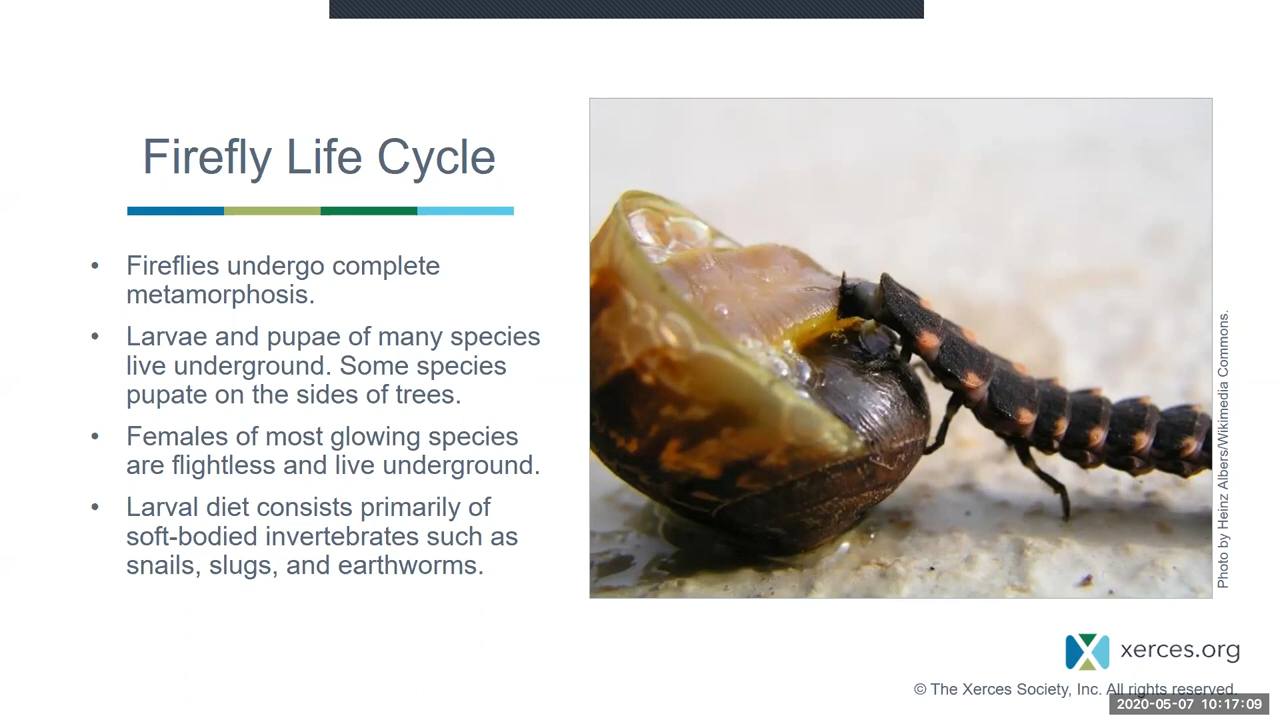 Firefly Life Cycle
• Fireflies undergo complete
metamorphosis.
• Larvae and pupae of many species
live underground. Some species
pupate on the sides of trees.
• Females of most glowing species
are flightless and live underground.
• Larval diet consists primarily of
soft-bodied invertebrates such as
snails, slugs, and earthworms.
Photo by Heinz Albers/Wikimedia Commons.
xerces.org
© The Xerces Society, Inc. All rights reserved.
2020-05-07 10:17:09